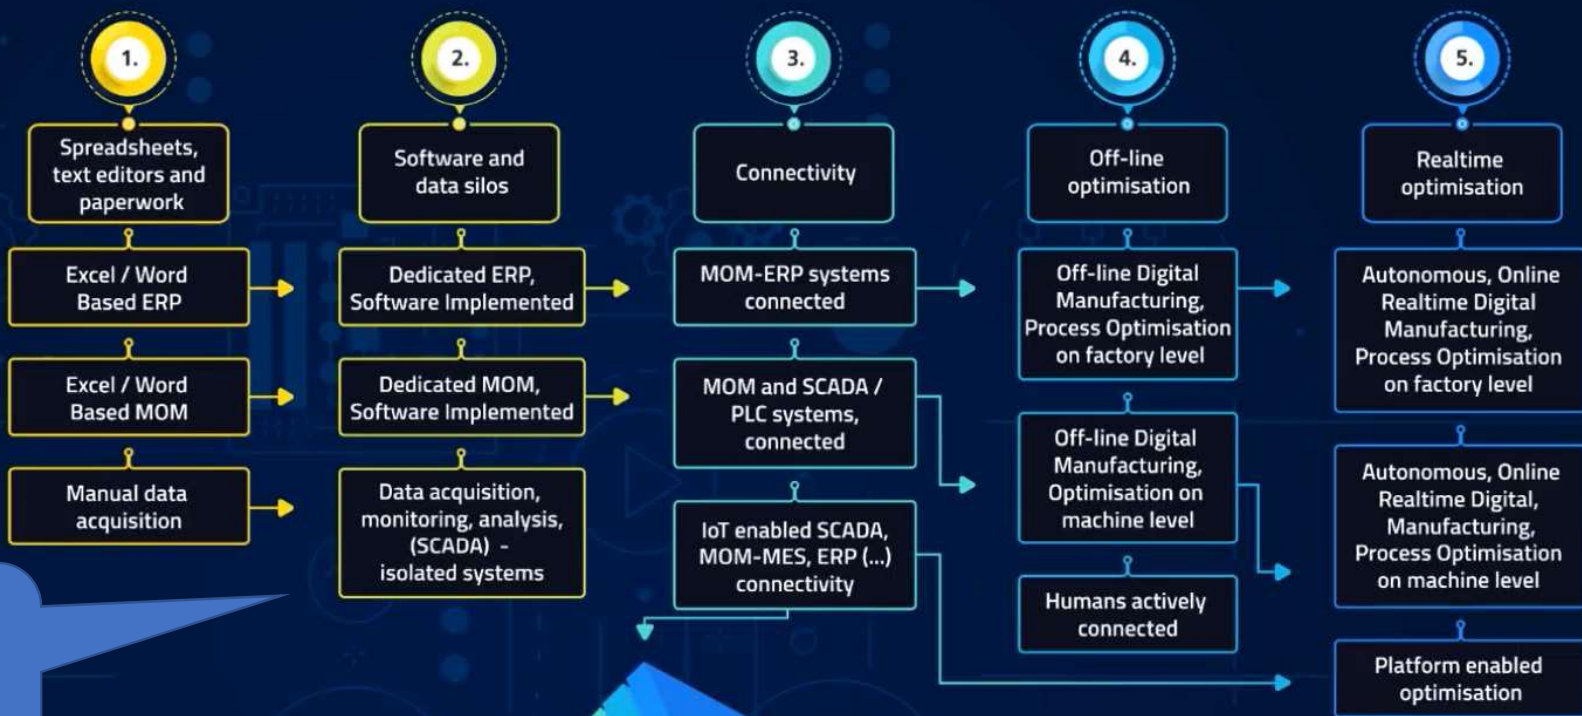 1.
Spreadsheets,
text editors and
paperwork
Excel / Word
Based ERP
Excel / Word
Based MOM
Manual data
acquisition
2.
Software and
data silos
Dedicated ERP,
Software Implemented
Dedicated MOM,
Software Implemented
Data acquisition,
monitoring, analysis,
(SCADA) -
isolated systems
3.
Connectivity
MOM-ERP systems
connected
MOM and SCADA /
PLC systems,
connected
IoT enabled SCADA,
MOM-MES, ERP (...)
connectivity
4.
Off-line
optimisation
Off-line Digital
Manufacturing,
Process Optimisation
on factory level
Off-line Digital
Manufacturing,
Optimisation on
machine level
Humans actively
connected
5.
Realtime
optimisation
Autonomous, Online
Realtime Digital
Manufacturing,
Process Optimisation
on factory level
Autonomous, Online
Realtime Digital,
Manufacturing,
Process Optimisation
on machine level
Platform enabled
optimisation